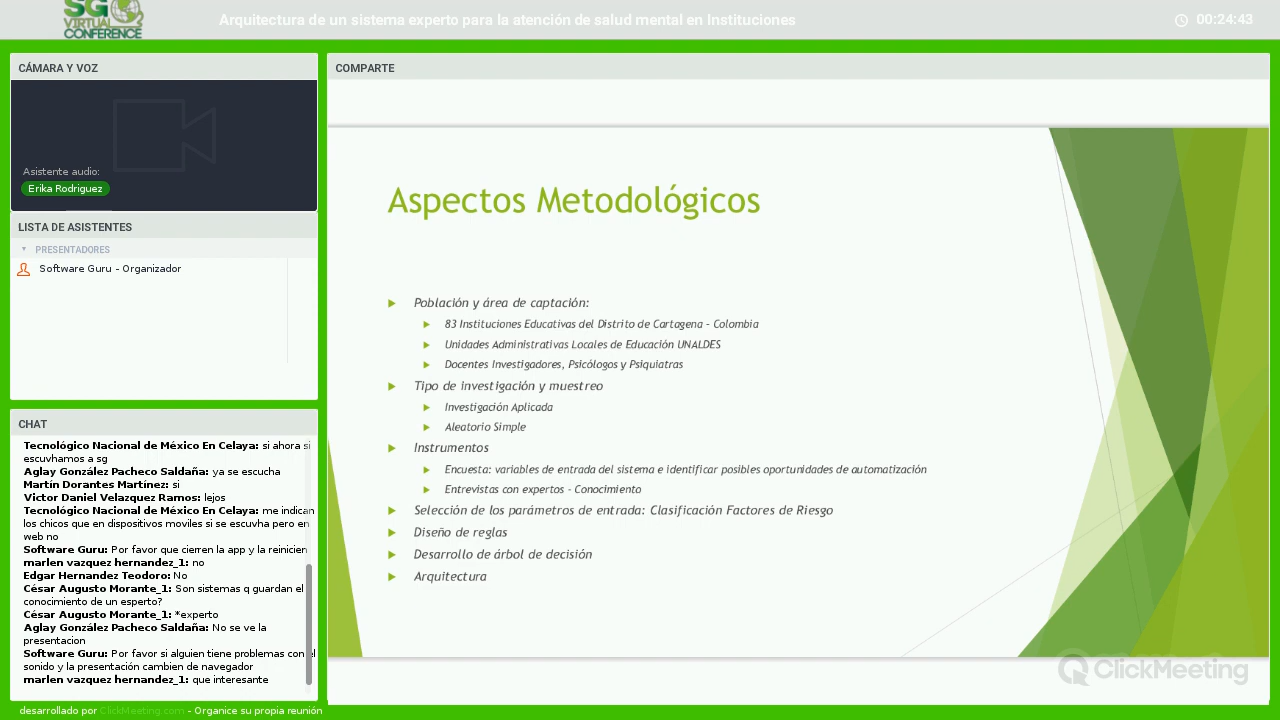 SG
VIRTUAL
CONFERENCE
Arquitectura de un sistema experto para la atención de salud mental en Instituciones
00:24:43
CÁMARA Y VOZ
Asistente audio:
Erika Rodriguez
LISTA DE ASISTENTES
PRESENTADORES
Software Guru - Organizador
CHAT
Tecnológico Nacional de México En Celaya: si ahora si
escuvhamos a sg
Aglay González Pacheco Saldaña: ya se escucha
Martín Dorantes Martínez: si
Victor Daniel Velazquez Ramos: lejos
Tecnológico Nacional de México En Celaya: me indican
los chicos que en dispositivos moviles si se escuvha pero en
web no
Software Guru: Por favor que cierren la app y la reinicien
marlen vazquez hernandez_1: no
Edgar Hernandez Teodoro: No
César Augusto Morante_1: Son sistemas q guardan el
conocimiento de un esperto?
César Augusto Morante_1: *experto
Aglay González Pacheco Saldaña: No se ve la
presentacion
Software Guru: Por favor si alguien tiene problemas con el
sonido y la presentación cambien de navegador
marlen vazquez hernandez_1: que interesante
desarrollado por ClickMeeting.com - Organice su propia reunión
COMPARTE
Aspectos Metodológicos
Población y área de captación:
83 Instituciones Educativas del Distrito de Cartagena – Colombia
Unidades Administrativas Locales de Educación UNALDES
Docentes Investigadores, Psicólogos y Psiquiatras
Tipo de investigación y muestreo
Investigación Aplicada
Aleatorio Simple
Instrumentos
Encuesta: variables de entrada del sistema e identificar posibles oportunidades de automatización
Entrevistas con expertos - Conocimiento
Selección de los parámetros de entrada: Clasificación Factores de Riesgo
Diseño de reglas
Desarrollo de árbol de decisión
Arquitectura
ClickMeeting